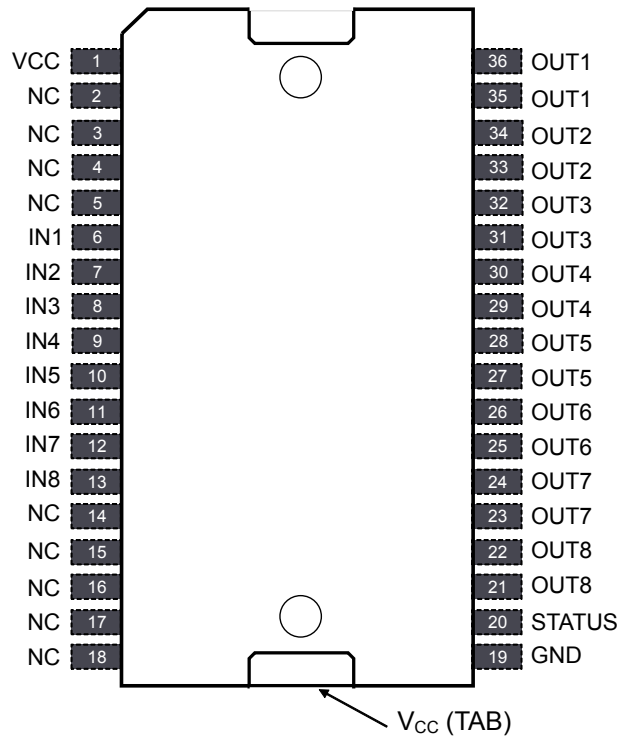 VCC 1 36 OUT1
NC 2 35 OUT1
NC 3 34 OUT2
NC 4 33 OUT2
NC 5 32 OUT3
IN1 6 31 OUT3
IN2 7 30 OUT4
IN3 8 29 OUT4
IN4 9 28 OUT5
IN5 10 27 OUT5
IN6 11 26 OUT6
IN7 12 25 OUT6
IN8 13 24 OUT7
NC 14 23 OUT7
NC 15 22 OUT8
NC 16 21 OUT8
NC 17 20 STATUS
NC 18 19 GND
VCC (TAB)